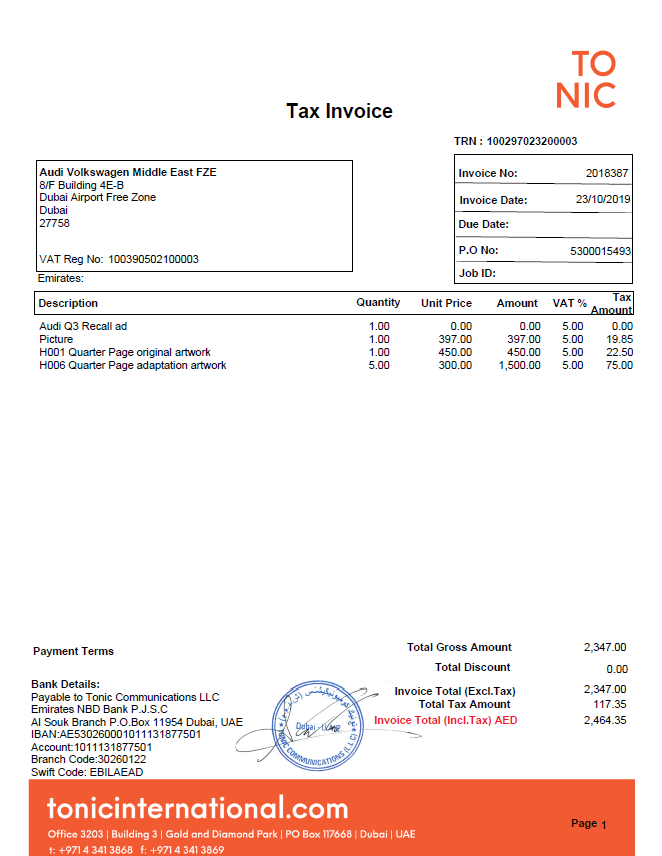 TO
NIC
Tax Invoice
TRN : 100297023200003
Audi Volkswagen Middle East FZE
8/F Building 4E-B
Dubai Airport Free Zone
Dubai
27758
VAT Reg No: 100390502100003
Emirates:
Invoice No: 2018387
Invoice Date: 23/10/2019
Due Date:
P.O No: 5300015493
Job ID:
Description Quantity Unit Price Amount VAT % Tax Amount
Audi Q3 Recall ad 1.00 0.00 0.00 5.00 0.00
Picture 1.00 397.00 397.00 5.00 19.85
H001 Quarter Page original artwork 1.00 450.00 450.00 5.00 22.50
H006 Quarter Page adaptation artwork 5.00 300.00 1,500.00 5.00 75.00
Payment Terms
Bank Details:
Payable to Tonic Communications LLC
Emirates NBD Bank P.J.S.C
Al Souk Branch P.O.Box 11954 Dubai, UAE
IBAN:AE530260001011131877501
Account:1011131877501
Branch Code:30260122
Swift Code: EBILAEAD
Dubai - U.A.E
TONIC COMMUNICATIONS (L.L.C)
Total Gross Amount 2,347.00
Total Discount 0.00
Invoice Total (Excl.Tax) 2,347.00
Total Tax Amount 117.35
Invoice Total (Incl.Tax) AED 2,464.35
tonicinternational.com
Office 3203 | Building 3 | Gold and Diamond Park | PO Box 117668 | Dubai | UAE
t: +971 4 341 3868 f: +971 4 341 3869
Page 1